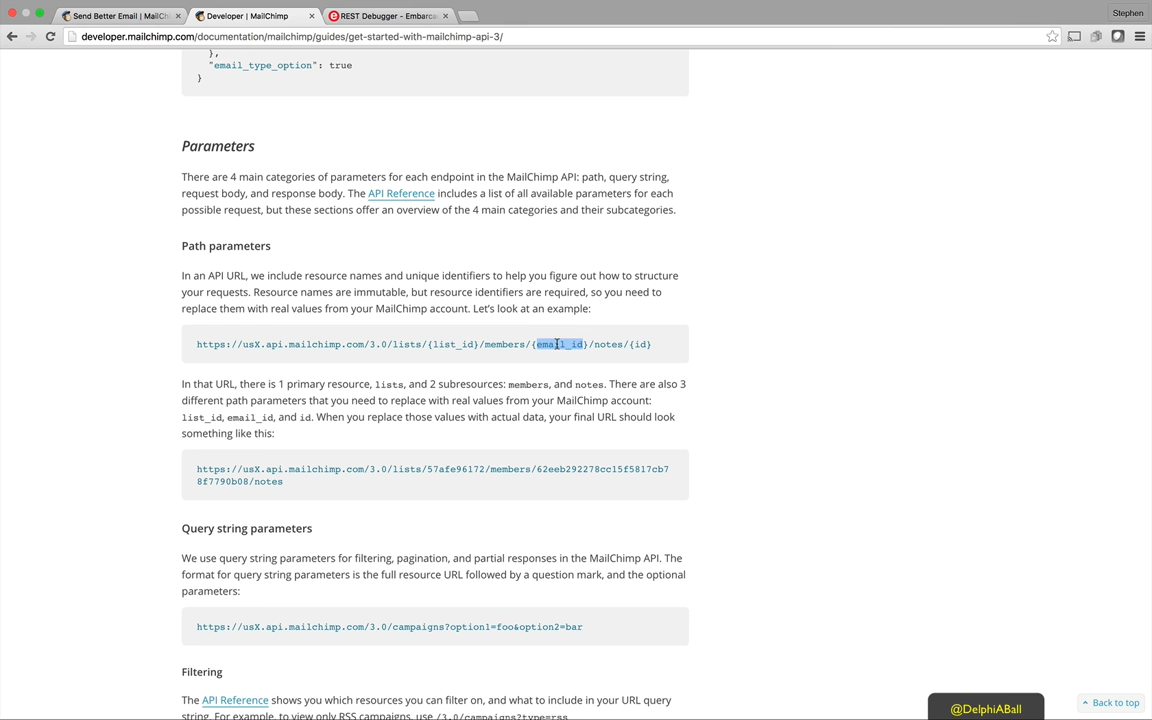 Send Better Email | MailCh
Developer | MailChimp
REST Debugger - Embarca
Stephen
developer.mailchimp.com/documentation/mailchimp/guides/get-started-with-mailchimp-api-3/
},
"email_type_option": true
}
Parameters
There are 4 main categories of parameters for each endpoint in the MailChimp API: path, query string,
request body, and response body. The API Reference includes a list of all available parameters for each
possible request, but these sections offer an overview of the 4 main categories and their subcategories.
Path parameters
In an API URL, we include resource names and unique identifiers to help you figure out how to structure
your requests. Resource names are immutable, but resource identifiers are required, so you need to
replace them with real values from your MailChimp account. Let's look at an example:
https://usX.api.mailchimp.com/3.0/lists/{list_id}/members/{email_id}/notes/{id}
In that URL, there is 1 primary resource, lists, and 2 subresources: members, and notes. There are also 3
different path parameters that you need to replace with real values from your MailChimp account:
list_id, email_id, and id. When you replace those values with actual data, your final URL should look
something like this:
https://usX.api.mailchimp.com/3.0/lists/57afe96172/members/62eeb292278cc15f5817cb7
8f7790b08/notes
Query string parameters
We use query string parameters for filtering, pagination, and partial responses in the MailChimp API. The
format for query string parameters is the full resource URL followed by a question mark, and the optional
parameters:
https://usX.api.mailchimp.com/3.0/campaigns?option1=foo&option2=bar
Filtering
The API Reference shows you which resources you can filter on, and what to include in your URL query
string. For example, to view only RSS campaigns, use /3.0/campaigns?type=rss
@DelphiABall
Back to top